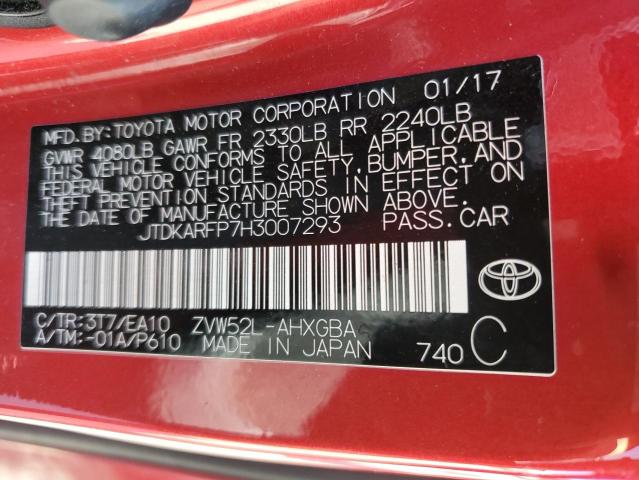 MFD. BY: TOYOTA MOTOR CORPORATION 01/17
GVWR 4080LB GAWR FR 2330LB RR 2240LB
THIS VEHICLE CONFORMS TO ALL APPLICABLE
FEDERAL MOTOR VEHICLE SAFETY, BUMPER, AND
THEFT PREVENTION STANDARDS IN EFFECT ON
THE DATE OF MANUFACTURE SHOWN ABOVE.
JTDKARFP7H3007293 PASS. CAR
C/TR: 3T7/EA10 ZVW52L-AHXGBA
A/TM: -01A/P610 MADE IN JAPAN 740 C